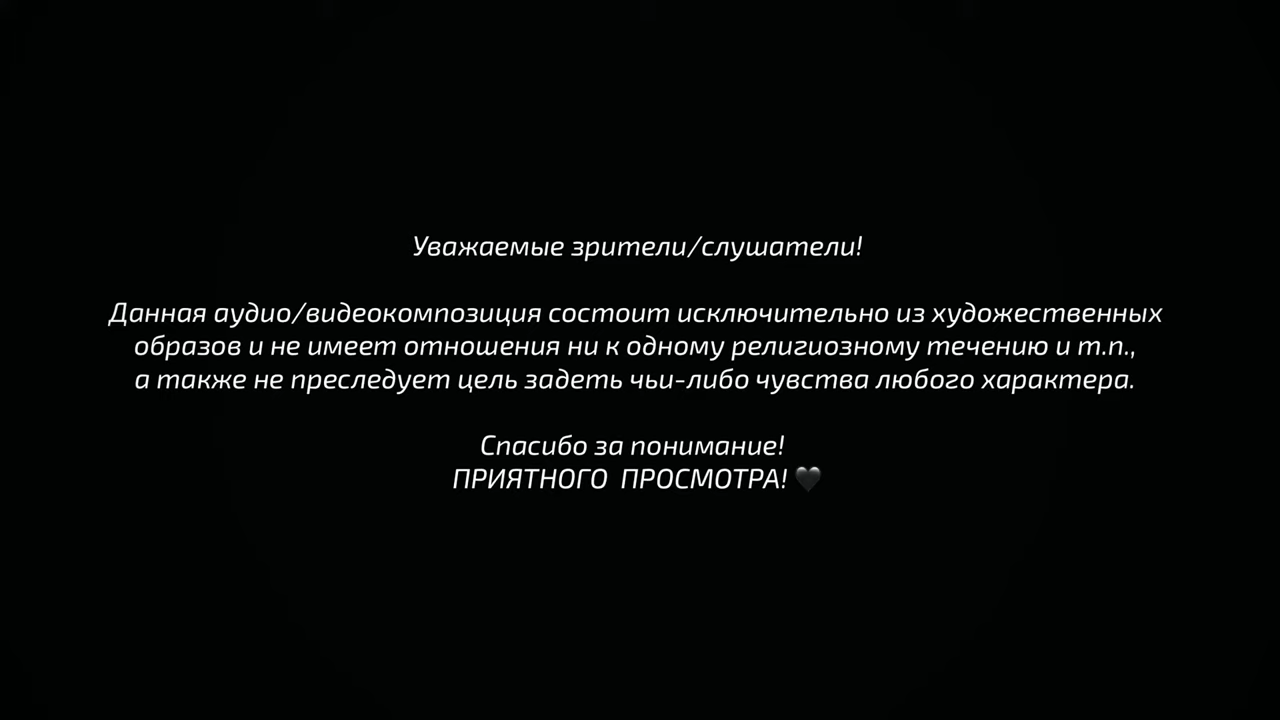 Уважаемые зрители/слушатели!
Данная аудио/видеокомпозиция состоит исключительно из художественных
образов и не имеет отношения ни к одному религиозному течению и т.п.,
а также не преследует цель задеть чьи-либо чувства любого характера.
Спасибо за понимание!
ПРИЯТНОГО ПРОСМОТРА! 🖤